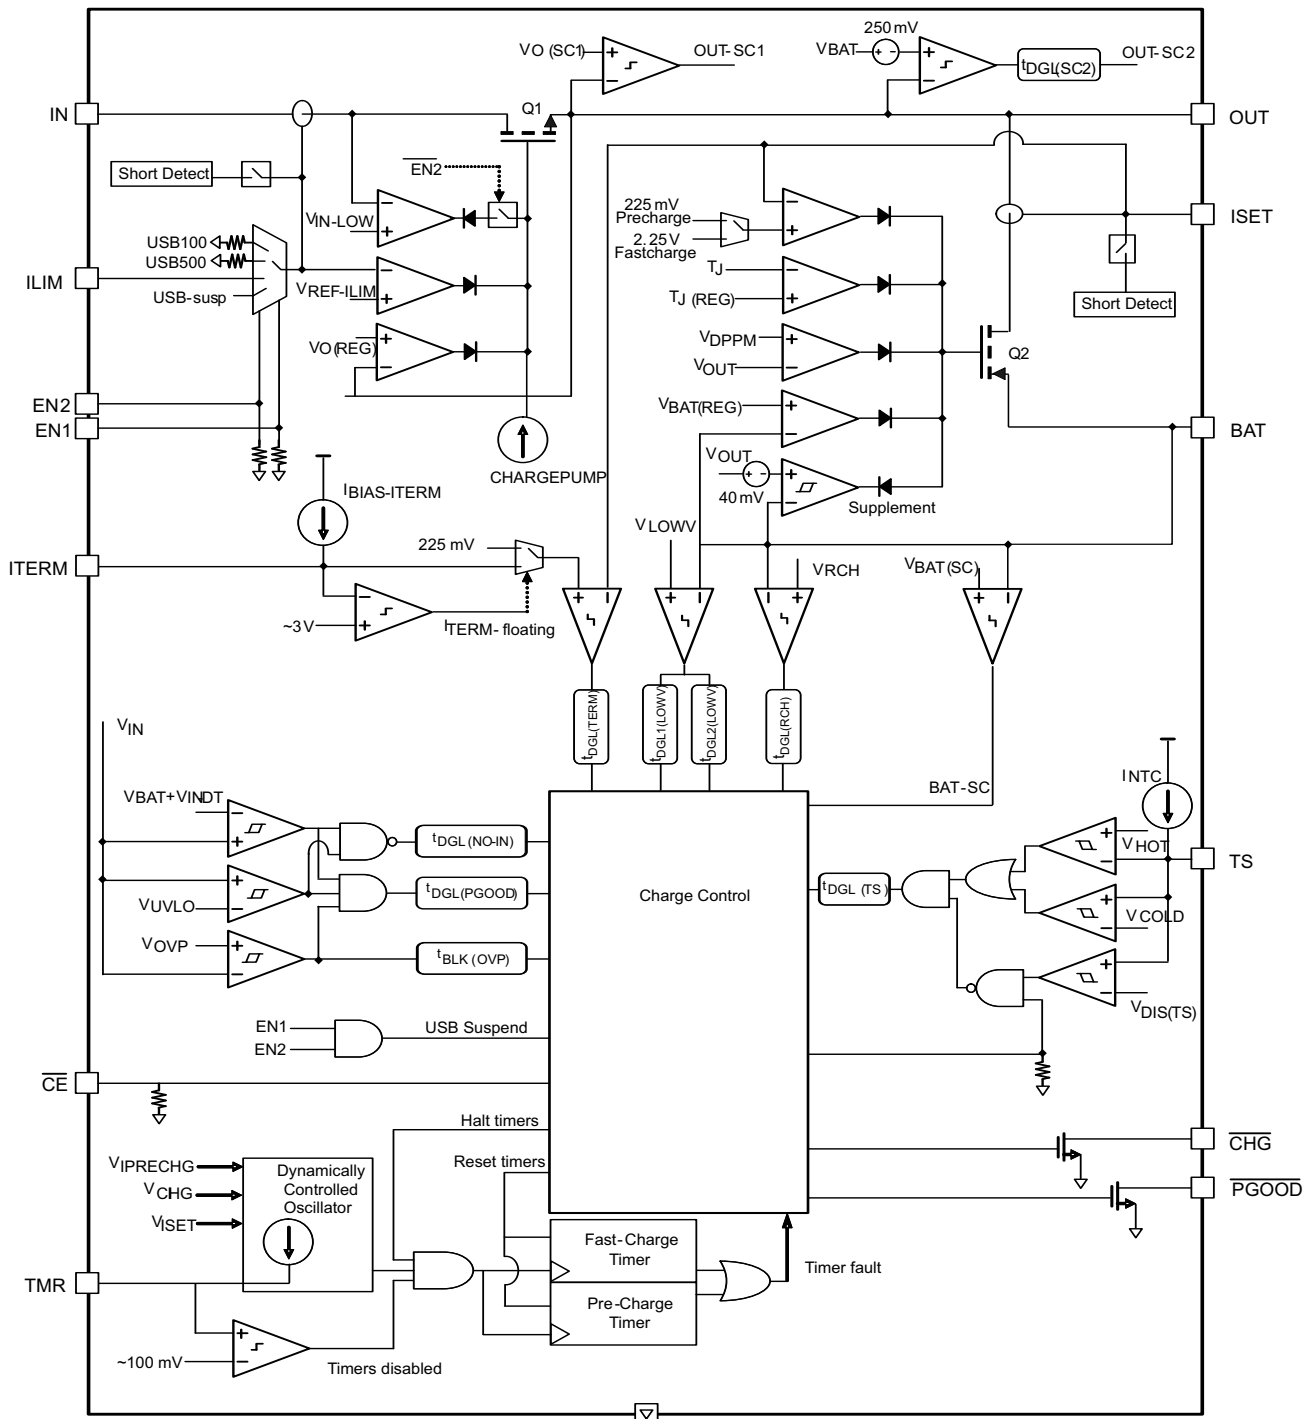 250 mV
VO (SC1)
OUT-SC1
VBAT
tDGL(SC2)
OUT-SC2
Q1
IN
OUT
EN2
Short Detect
VIN-LOW
225 mV
Precharge
2.25V
Fastcharge
ISET
USB100
USB500
ILIM
USB-susp
VREF-ILIM
TJ
TJ (REG)
Short Detect
VO(REG)
VDPPM
VOUT
Q2
EN2
EN1
VBAT(REG)
BAT
VOUT
40 mV
CHARGEPUMP
Supplement
IBIAS-ITERM
VLOWV
225 mV
ITERM
VRCH
VBAT(SC)
~3V
ITERM- floating
tDGL(TERM)
tDGL1(LOWV)
tDGL2(LOWV)
tDGL(RCH)
VIN
BAT-SC
INTC
VBAT+VINDT
tDGL(NO-IN)
VHOT
TS
tDGL(PGOOD)
Charge Control
tDGL (TS)
VUVLO
VCOLD
VOVP
tBLK(OVP)
VDIS(TS)
EN1
EN2
USB Suspend
CE
Halt timers
Reset timers
CHG
PGOOD
VIPRECHG
VCHG
VISET
Dynamically
Controlled
Oscillator
Fast-Charge
Timer
Timer fault
TMR
Pre-Charge
Timer
~100 mV
Timers disabled